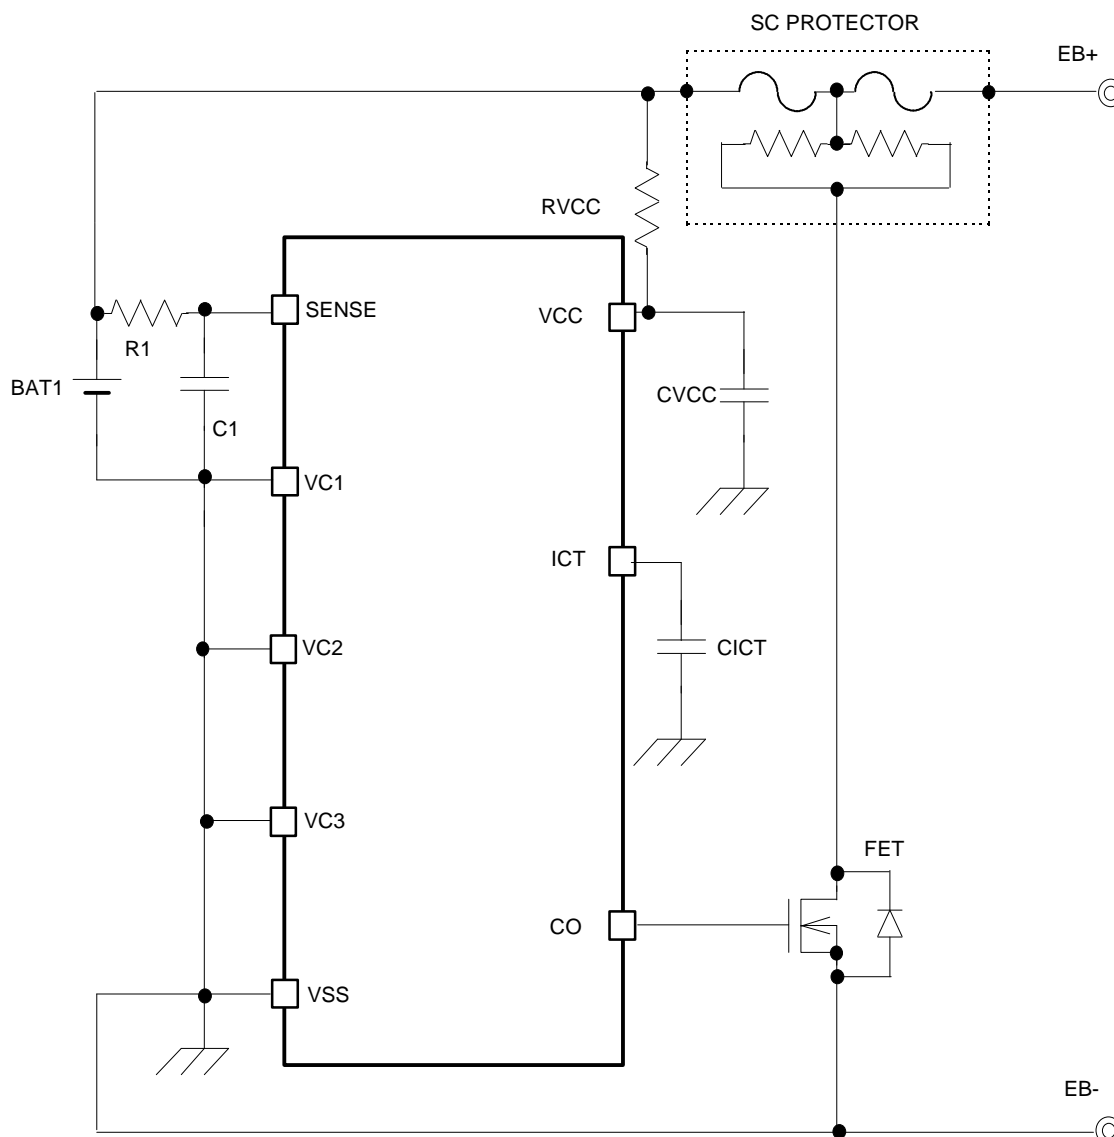 SC PROTECTOR
EB+
RVCC
SENSE
VCC
R1
BAT1
CVCC
C1
VC1
ICT
VC2
CICT
VC3
FET
CO
VSS
EB-